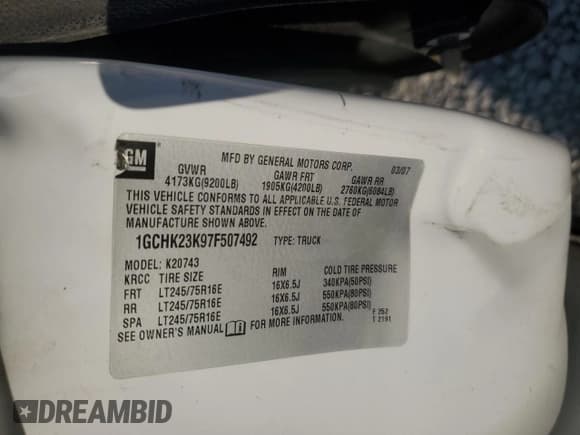 GM
MFD BY GENERAL MOTORS CORP. 03/07
GVWR GAWR FRT GAWR RR
4173KG(9200LB) 1905KG(4200LB) 2760KG(6084LB)
THIS VEHICLE CONFORMS TO ALL APPLICABLE U.S. FEDERAL MOTOR
VEHICLE SAFETY STANDARDS IN EFFECT ON THE DATE OF
MANUFACTURE SHOWN ABOVE.
1GCHK23K97F507492 TYPE: TRUCK
MODEL: K20743
KRCC TIRE SIZE RIM COLD TIRE PRESSURE
FRT LT245/75R16E 16X6.5J 340KPA(50PSI)
RR LT245/75R16E 16X6.5J 550KPA(80PSI)
SPA LT245/75R16E 16X6.5J 550KPA(80PSI)
SEE OWNER'S MANUAL FOR MORE INFORMATION.
F 252
T 2191
DREAMBID